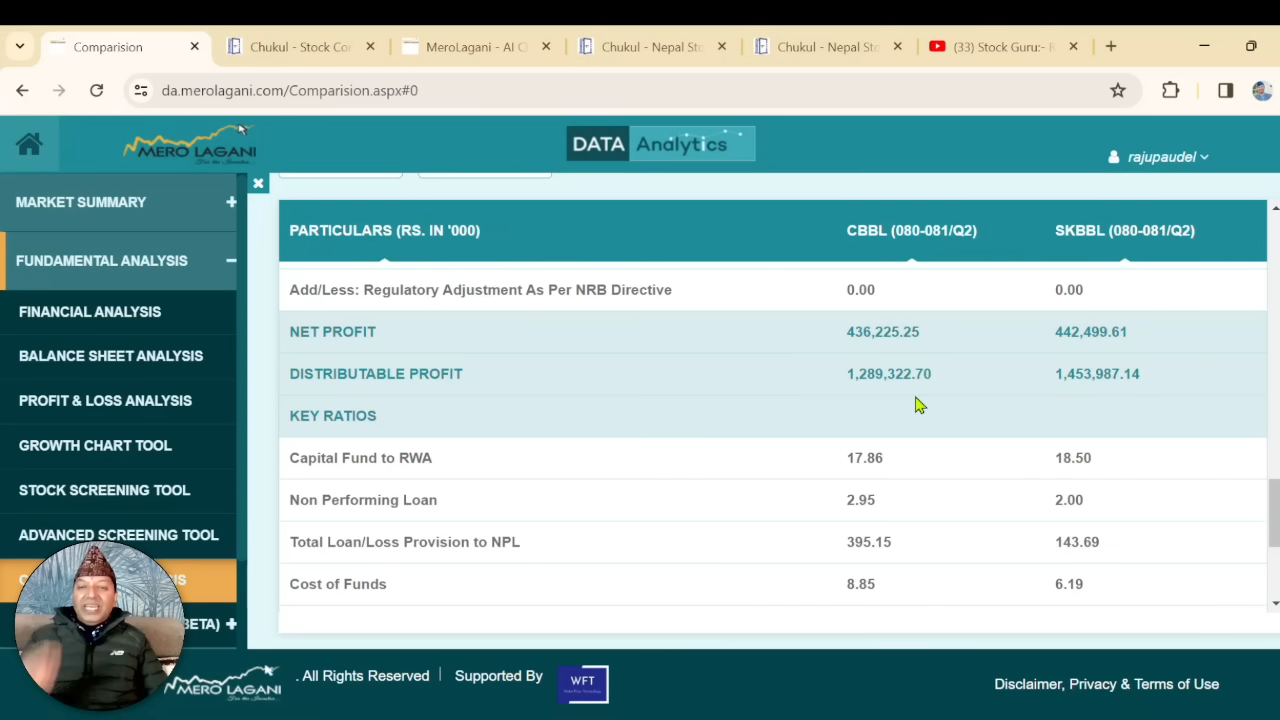 Comparision
Chukul - Stock Co
MeroLagani - AI C
Chukul - Nepal St
Chukul - Nepal St
(33) Stock Guru:-
da.merolagani.com/Comparision.aspx#0
MERO LAGANI
DATA Analytics
rajupaudel
MARKET SUMMARY +
FUNDAMENTAL ANALYSIS –
FINANCIAL ANALYSIS
BALANCE SHEET ANALYSIS
PROFIT & LOSS ANALYSIS
GROWTH CHART TOOL
STOCK SCREENING TOOL
ADVANCED SCREENING TOOL
BETA) +
PARTICULARS (RS. IN '000) CBBL (080-081/Q2) SKBBL (080-081/Q2)
Add/Less: Regulatory Adjustment As Per NRB Directive 0.00 0.00
NET PROFIT 436,225.25 442,499.61
DISTRIBUTABLE PROFIT 1,289,322.70 1,453,987.14
KEY RATIOS
Capital Fund to RWA 17.86 18.50
Non Performing Loan 2.95 2.00
Total Loan/Loss Provision to NPL 395.15 143.69
Cost of Funds 8.85 6.19
MERO LAGANI
. All Rights Reserved | Supported By
WFT
Disclaimer, Privacy & Terms of Use